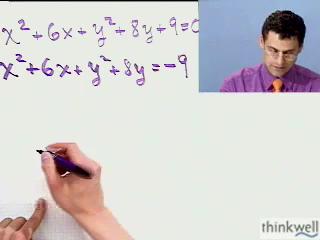 x² + 6x + y² + 8y + 9 = 0
x² + 6x + y² + 8y = -9
thinkwell